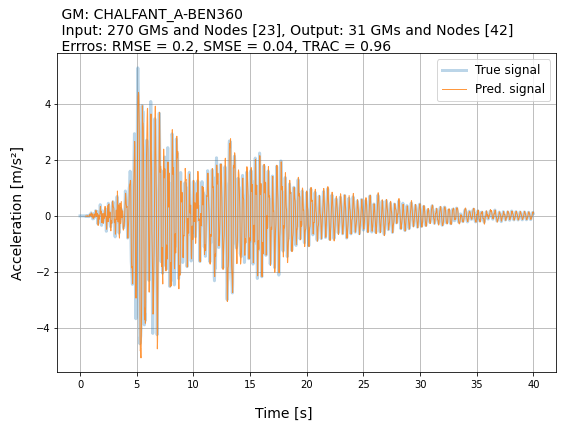 GM: CHALFANT_A-BEN360
Input: 270 GMs and Nodes [23], Output: 31 GMs and Nodes [42]
Errros: RMSE = 0.2, SMSE = 0.04, TRAC = 0.96
True signal
Pred. signal
Acceleration [m/s²]
4
2
0
−2
−4
0 5 10 15 20 25 30 35 40
Time [s]